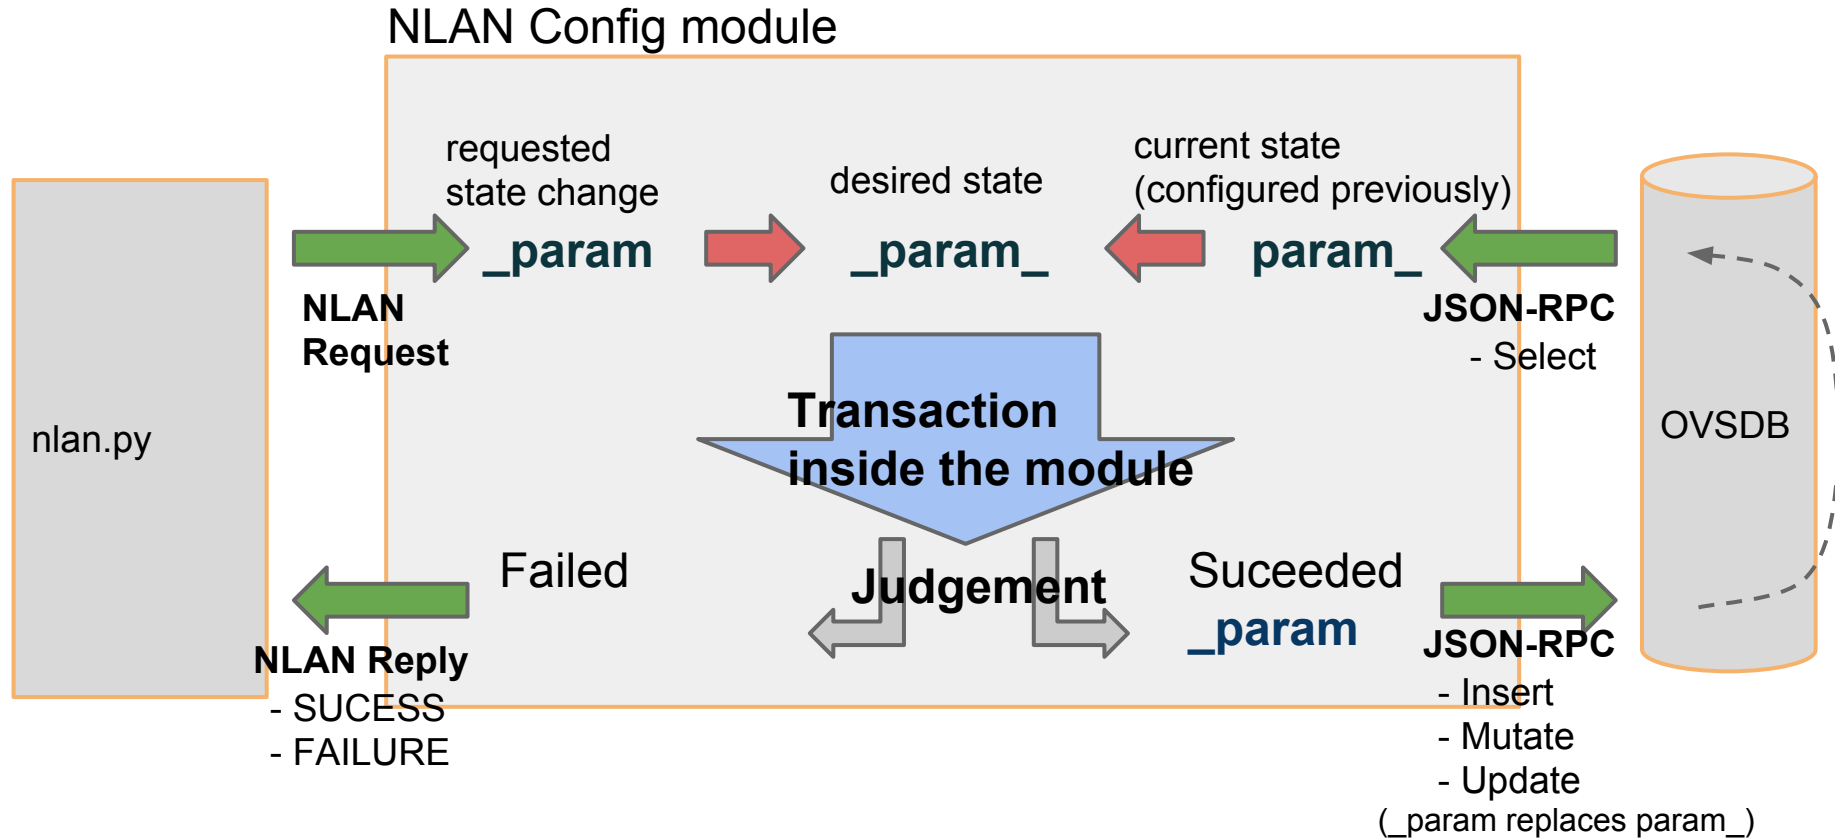 NLAN Config module
requested
state change
_param
desired state
_param_
current state
(configured previously)
param_
NLAN
Request
JSON-RPC
- Select
nlan.py
Transaction
inside the module
OVSDB
Failed
Judgement
Suceeded
_param
NLAN Reply
- SUCESS
- FAILURE
JSON-RPC
- Insert
- Mutate
- Update
(_param replaces param_)